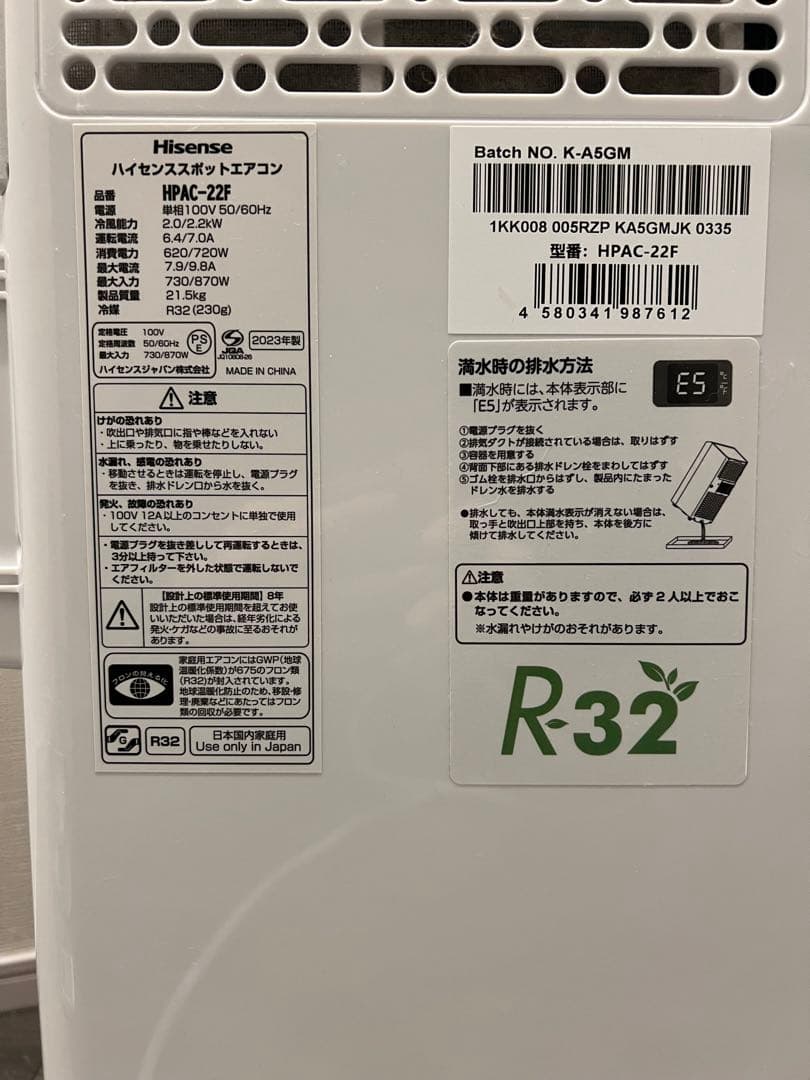 Hisense
ハイセンススポットエアコン
品番 HPAC-22F
電源 単相100V 50/60Hz
冷風能力 2.0/2.2kW
運転電流 6.4/7.0A
消費電力 620/720W
最大電流 7.9/9.8A
最大入力 730/870W
製品質量 21.5kg
冷媒 R32(230g)
定格電圧 100V
定格周波数 50/60Hz
最大入力 730/870W
ハイセンスジャパン株式会社
PS
E
JQA
JQ10808-26
2023年製
MADE IN CHINA
注意
けがの恐れあり
・吹出口や排気口に指や棒などを入れない
・上に乗ったり、物を乗せたりしない。
水漏れ、感電の恐れあり
・移動させるときは運転を停止し、電源プラグ
を抜き、排水ドレン口から水を抜く。
発火、故障の恐れあり
・100V 12A以上のコンセントに単独で使用
してください。
・電源プラグを抜き差しして再運転するときは、
3分以上待って下さい。
・エアフィルターを外した状態で運転しないで
ください。
【設計上の標準使用期間】8年
設計上の標準使用期間を超えてお使
いいただいた場合は、経年劣化による
発火・ケガなどの事故に至るおそれが
あります。
フロンの見える化
家庭用エアコンにはGWP(地球
温暖化係数)が675のフロン類
(R32)が封入されています。
地球温暖化防止のため、移設・修
理・廃棄などにあたってはフロン
類の回収が必要です。
G
R32
日本国内家庭用
Use only in Japan
Batch NO. K-A5GM
1KK008 005RZP KA5GMJK 0335
型番: HPAC-22F
4 580341 987612
満水時の排水方法
■満水時には、本体表示部に
「E5」が表示されます。
E5
①電源プラグを抜く
②排気ダクトが接続されている場合は、取りはずす
③容器を用意する
④背面下部にある排水ドレン栓をまわしてはずす
⑤ゴム栓を排水口からはずし、製品内にたまった
ドレン水を排水する
●排水しても、本体満水表示が消えない場合は、
取っ手と吹出口上部を持ち、本体を後方に
傾けて排水してください。
注意
●本体は重量がありますので、必ず2人以上でおこ
なってください。
※水漏れやけがのおそれがあります。
R-32